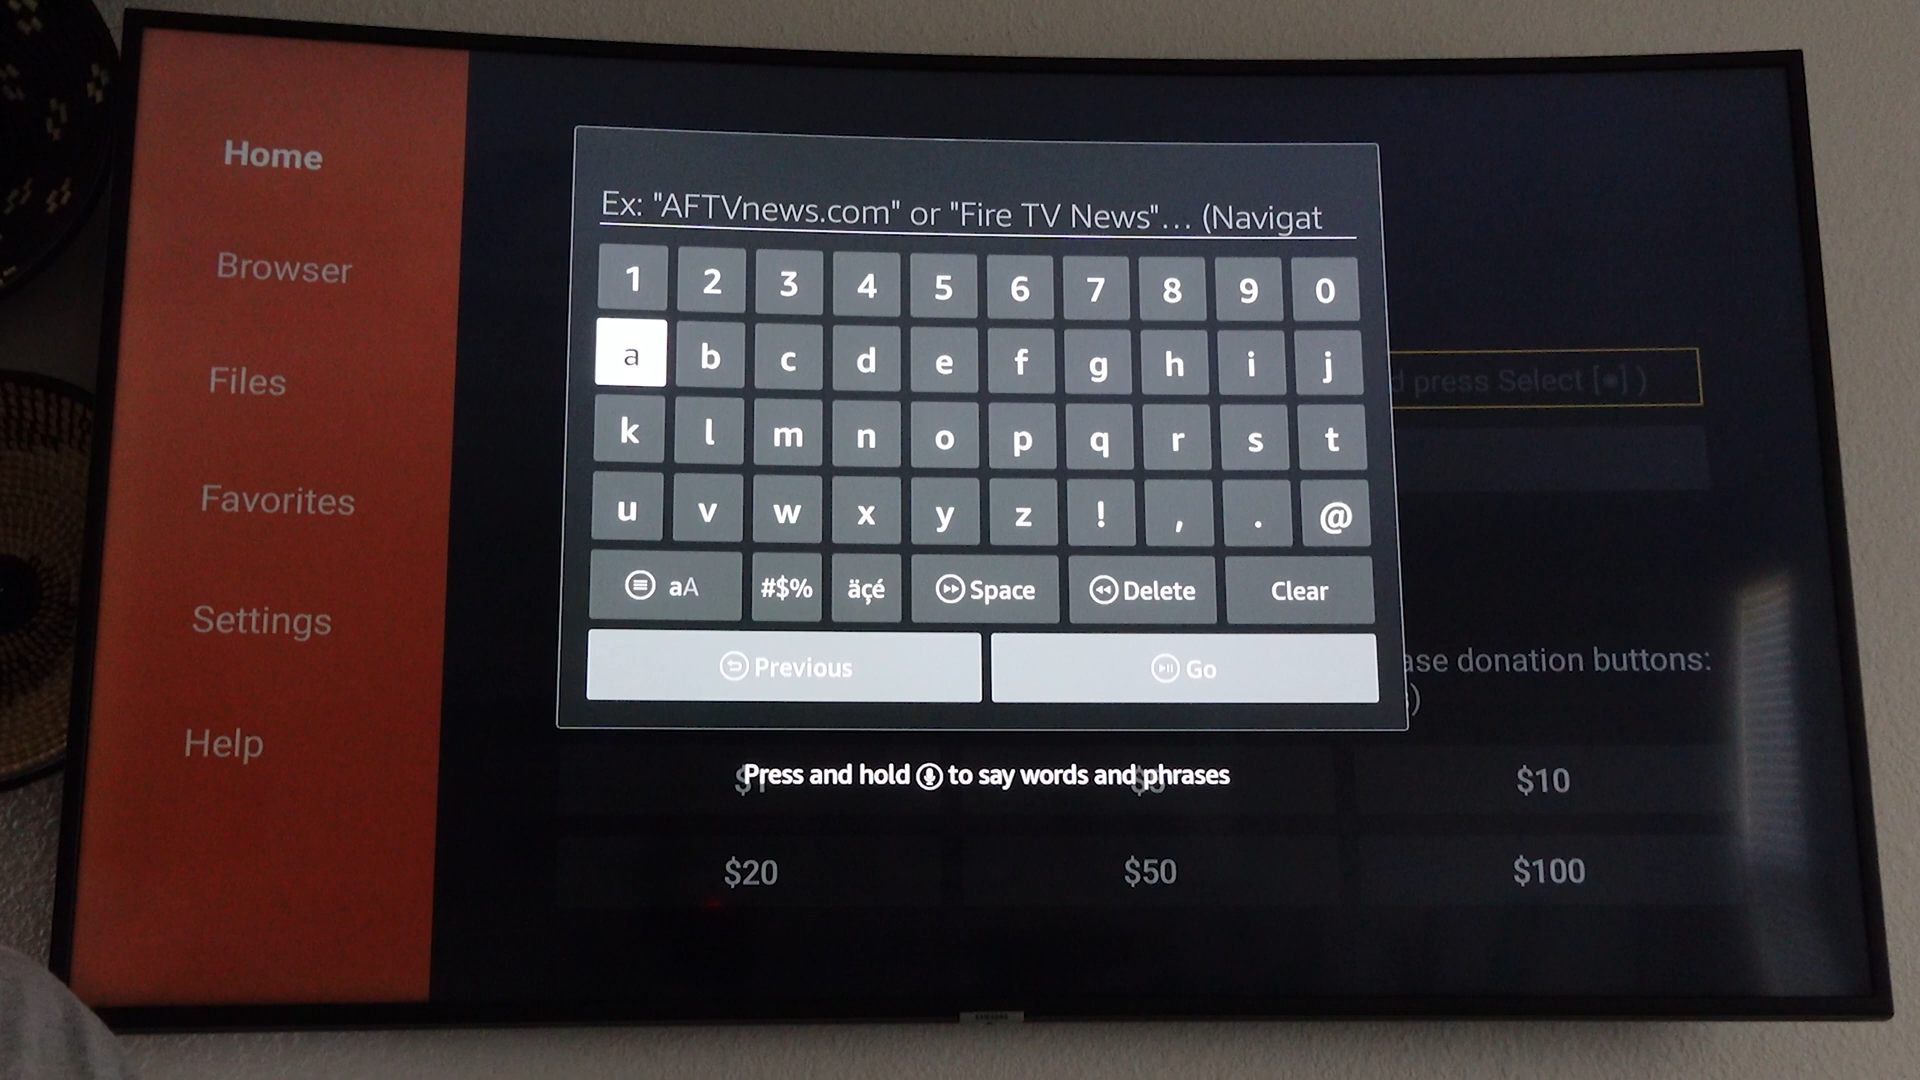 Home
Browser
Files
Favorites
Settings
Help
Ex: "AFTVnews.com" or "Fire TV News"... (Navigat
1 2 3 4 5 6 7 8 9 0
a b c d e f g h i j
k l m n o p q r s t
u v w x y z ! , . @
aA #$% äçé Space Delete Clear
Previous Go
Press and hold to say words and phrases
d press Select [●] )
ase donation buttons:
)
$1 $5 $10
$20 $50 $100